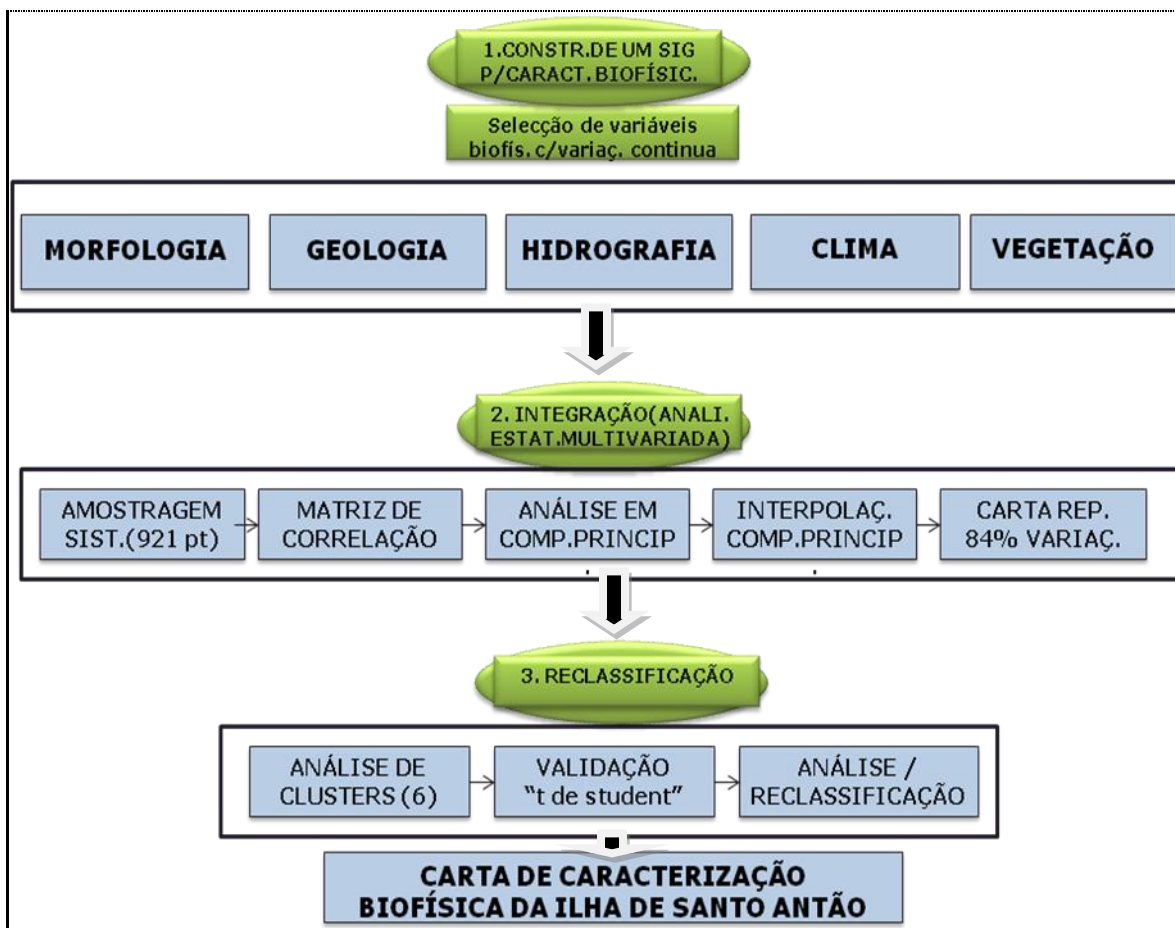 1.CONSTR.DE UM SIG
P/CARACT.BIOFÍSIC.
Selecção de variáveis
biofís. c/variaç. continua
MORFOLOGIA
GEOLOGIA
HIDROGRAFIA
CLIMA
VEGETAÇÃO
2. INTEGRAÇÃO(ANALI.
ESTAT.MULTIVARIADA)
AMOSTRAGEM
SIST.(921 pt)
MATRIZ DE
CORRELAÇÃO
ANÁLISE EM
COMP.PRINCIP
.
INTERPOLAÇ.
COMP.PRINCIP
.
CARTA REP.
84% VARIAÇ.
3. RECLASSIFICAÇÃO
ANÁLISE DE
CLUSTERS (6)
VALIDAÇÃO
“t de student”
ANÁLISE /
RECLASSIFICAÇÃO
CARTA DE CARACTERIZAÇÃO
BIOFÍSICA DA ILHA DE SANTO ANTÃO